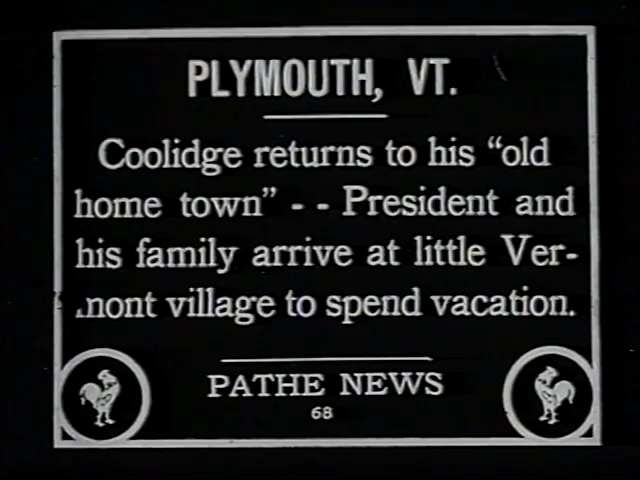 PLYMOUTH, VT.
Coolidge returns to his “old
home town” - - President and
his family arrive at little Ver-
mont village to spend vacation.
PATHE NEWS
68